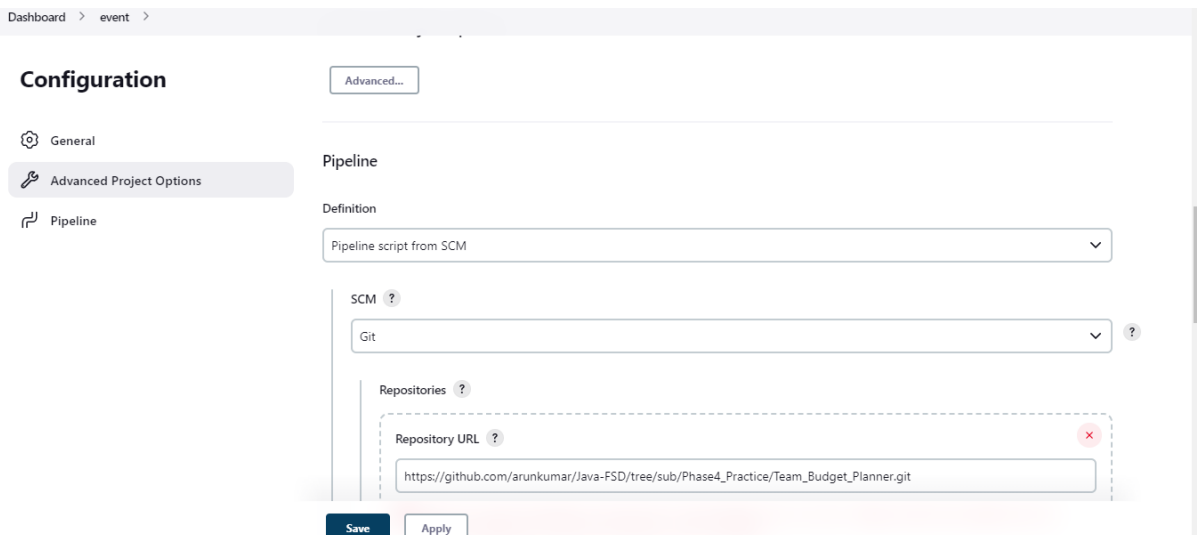 Dashboard > event >
Configuration
Advanced...
General
Pipeline
Advanced Project Options
Pipeline
Definition
Pipeline script from SCM
SCM ?
Git
?
Repositories ?
Repository URL ?
https://github.com/arunkumar/Java-FSD/tree/sub/Phase4_Practice/Team_Budget_Planner.git
Save
Apply